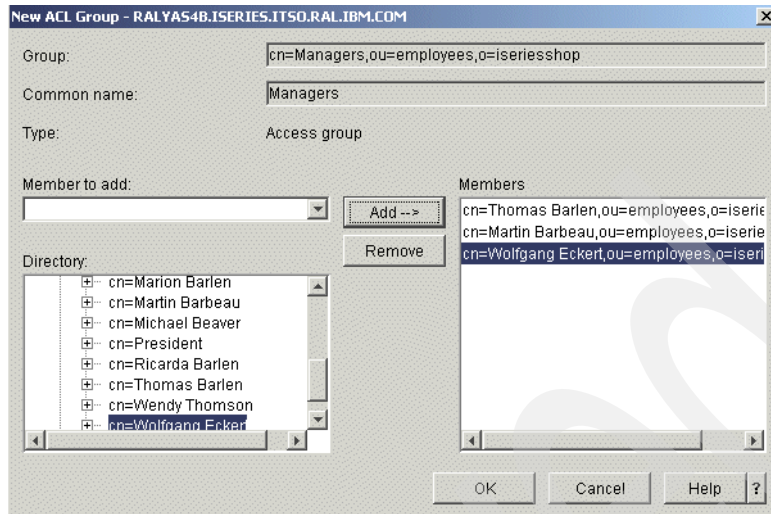 New ACL Group - RALYAS4B.ISERIES.ITSO.RAL.IBM.COM
Group: cn=Managers,ou=employees,o=iseriesshop
Common name: Managers
Type: Access group
Member to add:
Add -->
Remove
Members
cn=Thomas Barlen,ou=employees,o=iserie
cn=Martin Barbeau,ou=employees,o=iserie
cn=Wolfgang Eckert,ou=employees,o=iseri
Directory:
cn=Marion Barlen
cn=Martin Barbeau
cn=Michael Beaver
cn=President
cn=Ricarda Barlen
cn=Thomas Barlen
cn=Wendy Thomson
cn=Wolfgang Ecker
OK Cancel Help ?